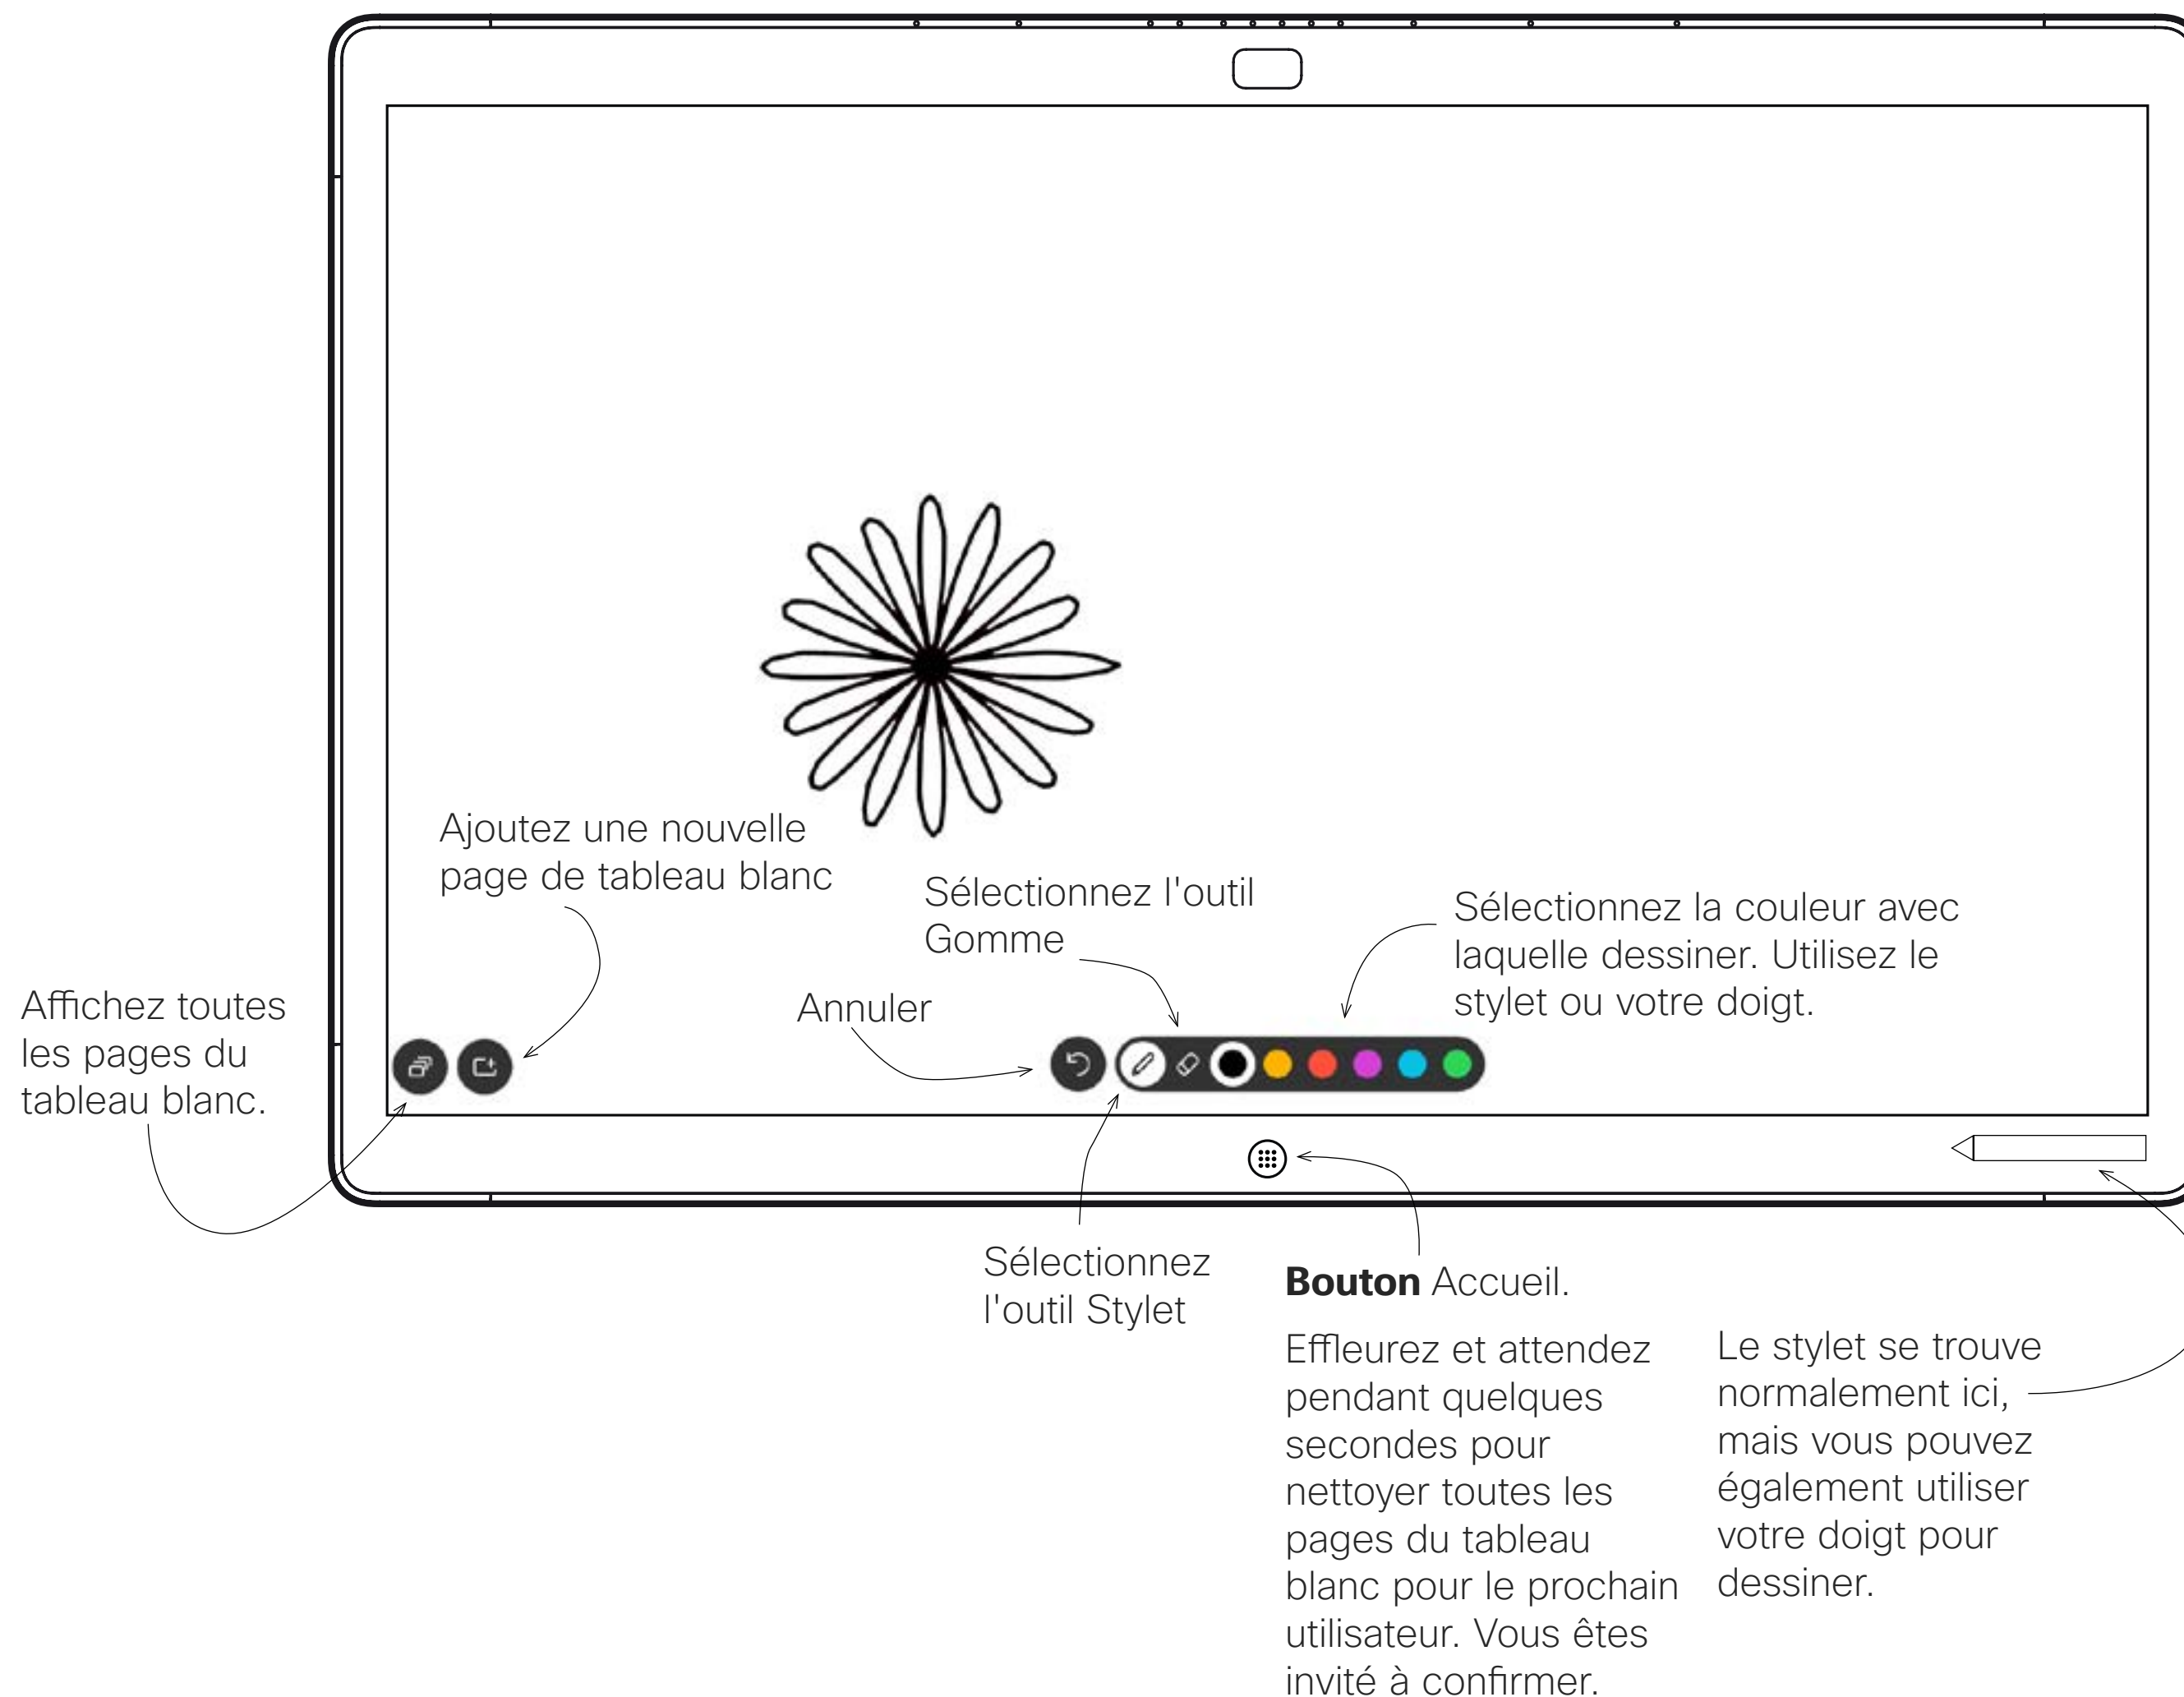 Ajoutez une nouvelle
page de tableau blanc
Sélectionnez l'outil
Gomme
Sélectionnez la couleur avec
laquelle dessiner. Utilisez le
stylet ou votre doigt.
Affichez toutes
les pages du
tableau blanc.
Annuler
Sélectionnez
l'outil Stylet
Bouton Accueil.
Effleurez et attendez
pendant quelques
secondes pour
nettoyer toutes les
pages du tableau
blanc pour le prochain
utilisateur. Vous êtes
invité à confirmer.
Le stylet se trouve
normalement ici,
mais vous pouvez
également utiliser
votre doigt pour
dessiner.